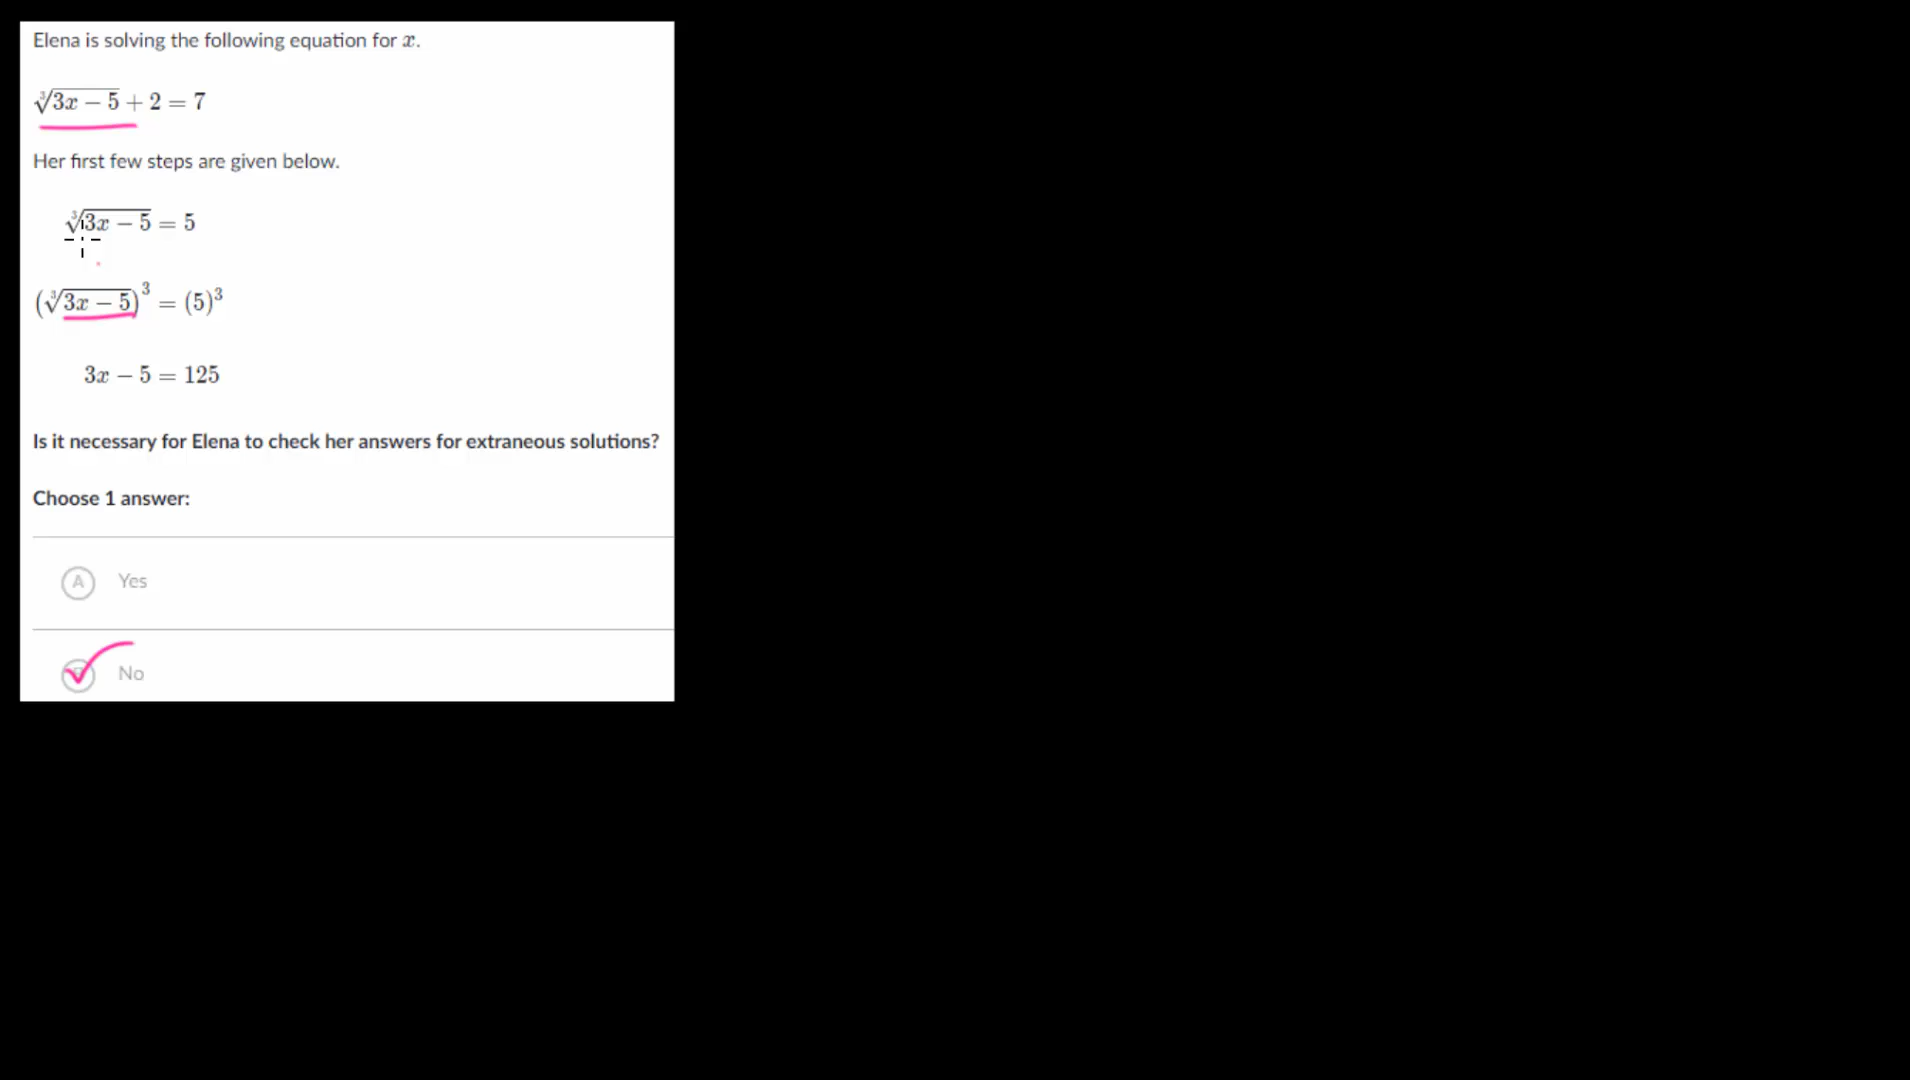 Elena is solving the following equation for x.
∛(3x − 5) + 2 = 7
Her first few steps are given below.
∛(3x − 5) = 5
(∛(3x − 5))³ = (5)³
3x − 5 = 125
Is it necessary for Elena to check her answers for extraneous solutions?
Choose 1 answer:
A Yes
No